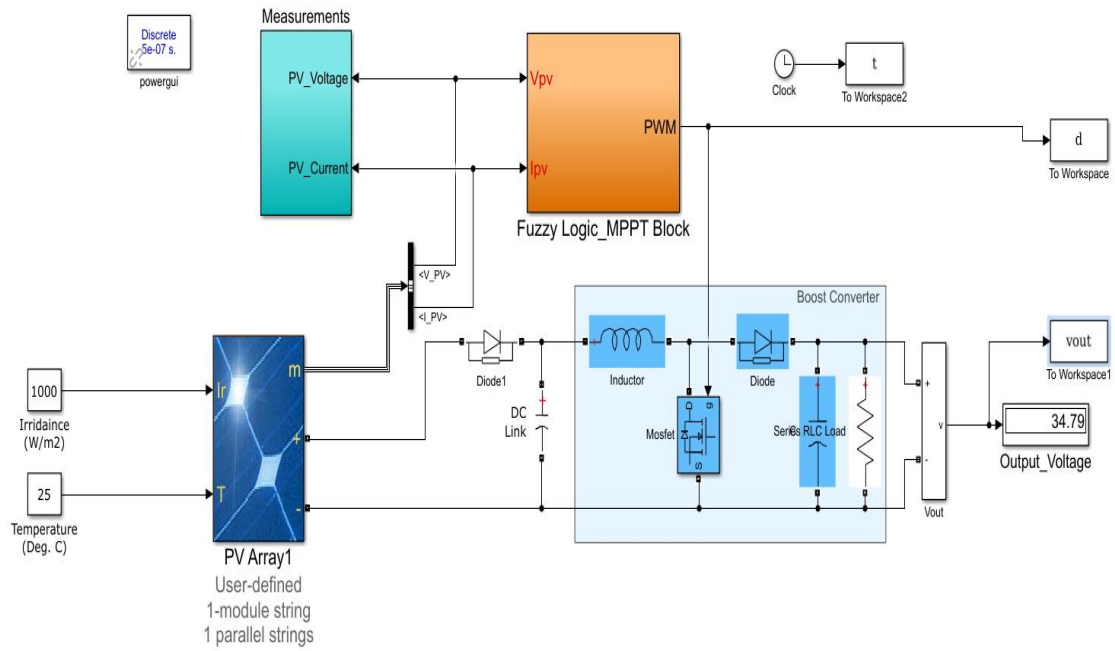 Measurements
Discrete
5e-07 s.
powergui
PV_Voltage
PV_Current
Vpv
Ipv
PWM
Fuzzy Logic_MPPT Block
Clock
t
To Workspace2
d
To Workspace
<V_PV>
<I_PV>
Boost Converter
1000
Irridaince
(W/m2)
25
Temperature
(Deg. C)
Ir
T
m
+
-
PV Array1
User-defined
1-module string
1 parallel strings
Diode1
DC
Link
+
+
Inductor
Mosfet
D
g
S
Diode
+
+
Series RLC Load
+
-
v
Vout
vout
To Workspace1
34.79
Output_Voltage